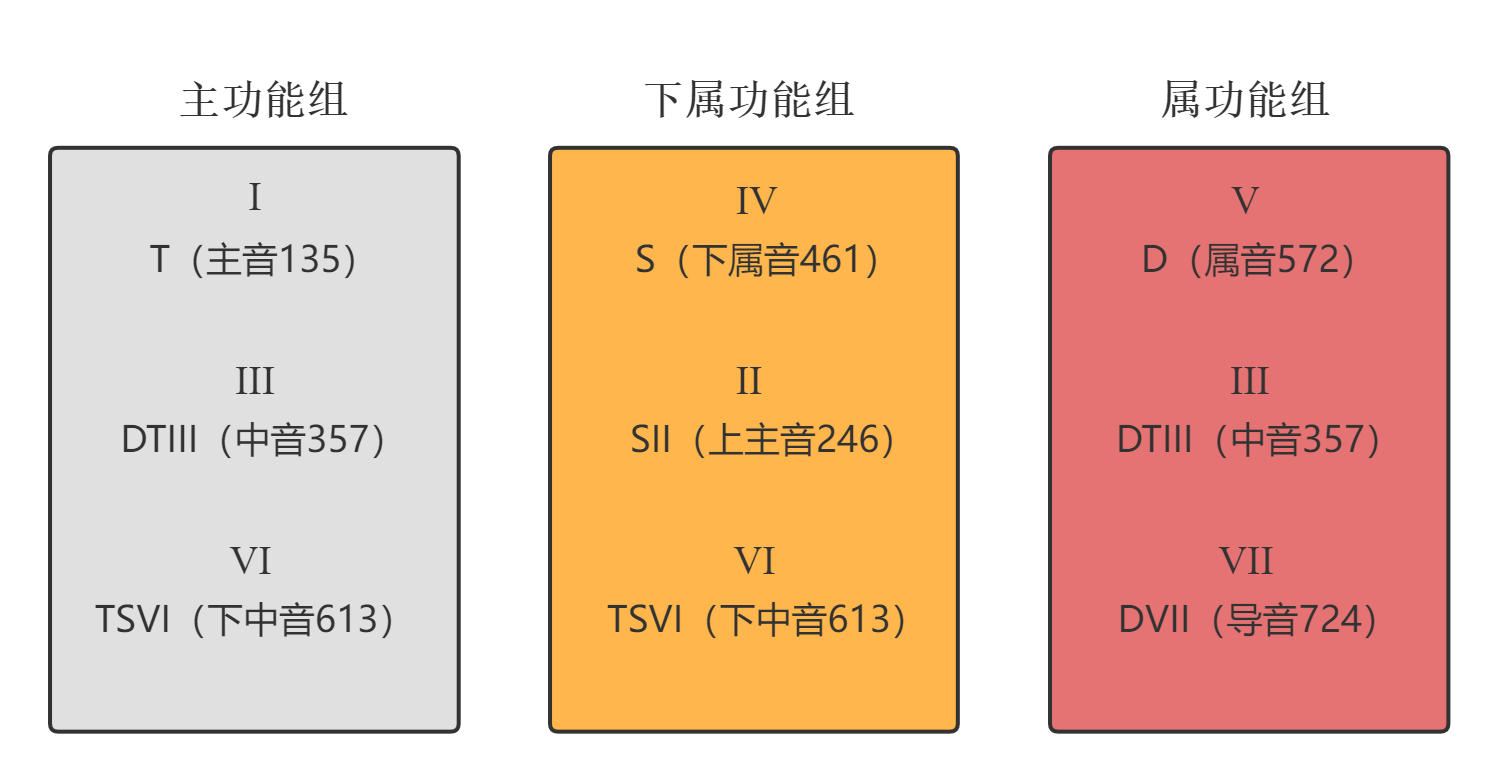 主功能组
I
T（主音135）
III
DTIII（中音357）
VI
TSVI（下中音613）
下属功能组
IV
S（下属音461）
II
SII（上主音246）
VI
TSVI（下中音613）
属功能组
V
D（属音572）
III
DTIII（中音357）
VII
DVII（导音724）